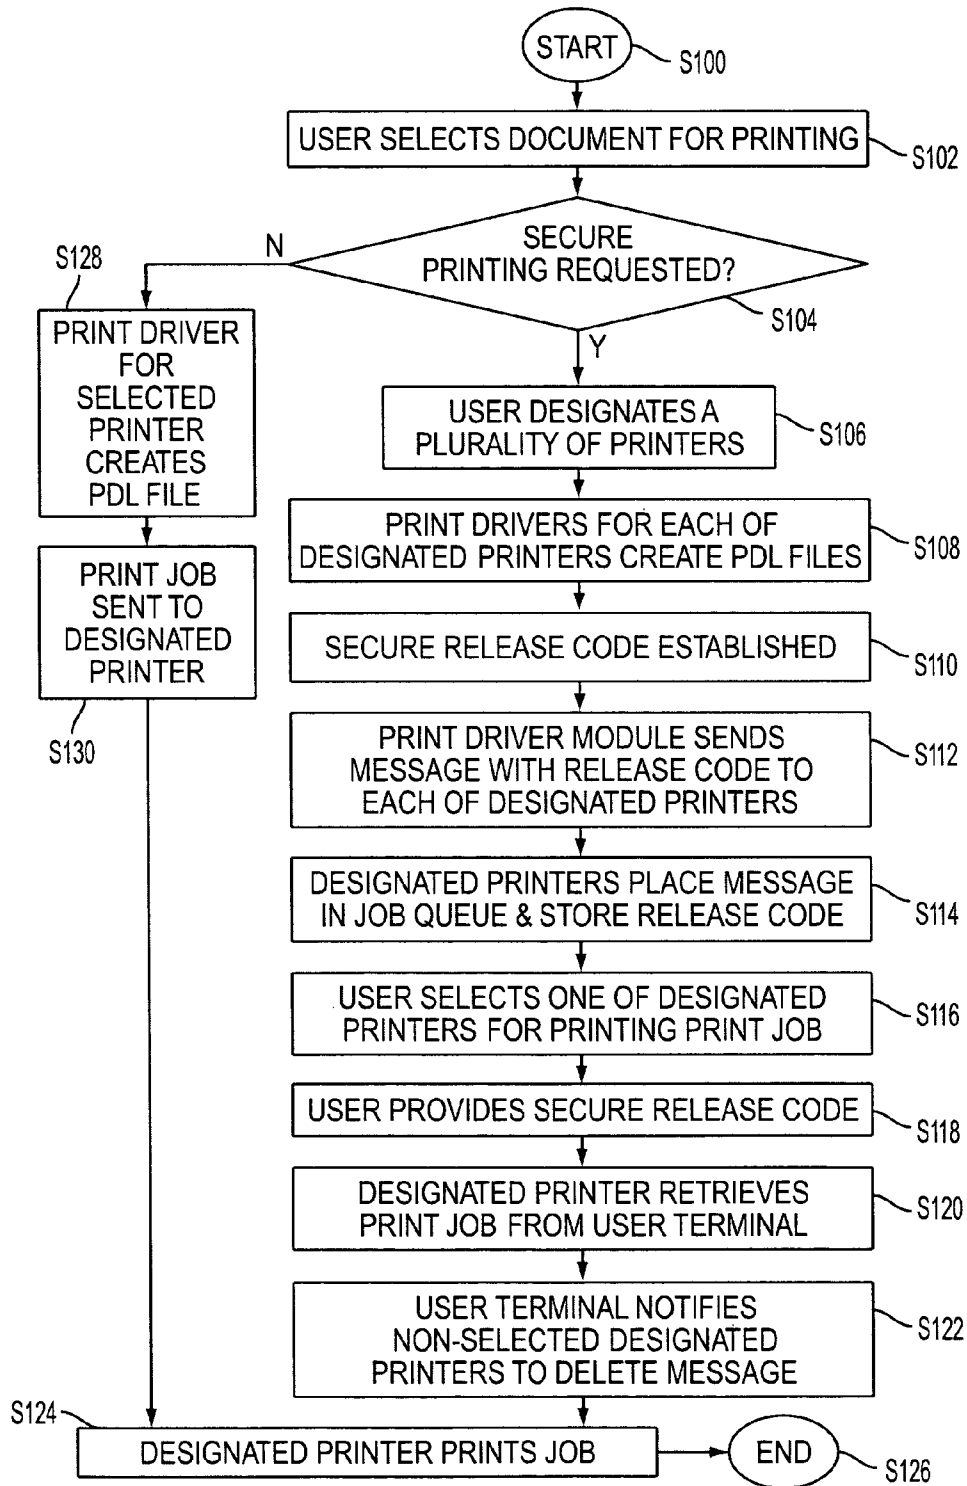 START
S100
USER SELECTS DOCUMENT FOR PRINTING
S102
SECURE
PRINTING REQUESTED?
S104
N
Y
S128
PRINT DRIVER
FOR
SELECTED
PRINTER
CREATES
PDL FILE
PRINT JOB
SENT TO
DESIGNATED
PRINTER
S130
USER DESIGNATES A
PLURALITY OF PRINTERS
S106
PRINT DRIVERS FOR EACH OF
DESIGNATED PRINTERS CREATE PDL FILES
S108
SECURE RELEASE CODE ESTABLISHED
S110
PRINT DRIVER MODULE SENDS
MESSAGE WITH RELEASE CODE TO
EACH OF DESIGNATED PRINTERS
S112
DESIGNATED PRINTERS PLACE MESSAGE
IN JOB QUEUE & STORE RELEASE CODE
S114
USER SELECTS ONE OF DESIGNATED
PRINTERS FOR PRINTING PRINT JOB
S116
USER PROVIDES SECURE RELEASE CODE
S118
DESIGNATED PRINTER RETRIEVES
PRINT JOB FROM USER TERMINAL
S120
USER TERMINAL NOTIFIES
NON-SELECTED DESIGNATED
PRINTERS TO DELETE MESSAGE
S122
S124
DESIGNATED PRINTER PRINTS JOB
END
S126